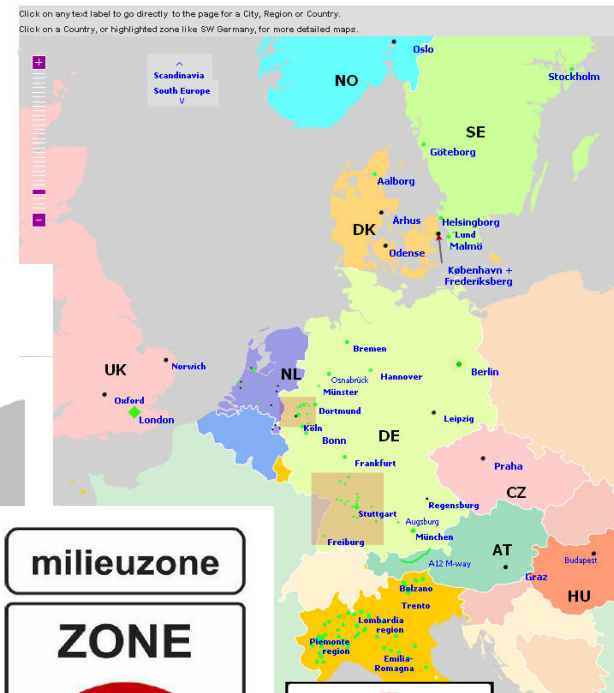 Click on any text label to go directly to the page for a City, Region or Country.
Click on a Country, or highlighted zone like SW Germany, for more detailed maps.
+
^
Scandinavia
South Europe
v
-
NO
Oslo
Stockholm
SE
Göteborg
Aalborg
Århus
DK
Odense
Helsingborg
Lund
Malmö
København +
Frederiksberg
UK
Norwich
Oxford
London
NL
Bremen
Osnabrück
Hannover
Berlin
Münster
Dortmund
Leipzig
Köln
Bonn
DE
Frankfurt
Praha
CZ
Regensburg
Stuttgart
Augsburg
München
Freiburg
AT
A12 M-way
Graz
Budapest
HU
Bolzano
Trento
Lombardia
region
Piemonte
region
Emilia-
Romagna
milieuzone
ZONE